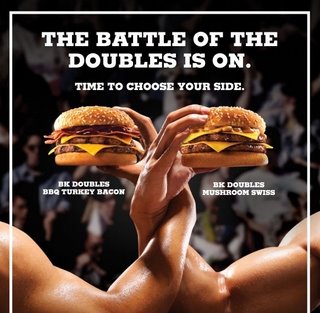 THE BATTLE OF THE
DOUBLES IS ON.
TIME TO CHOOSE YOUR SIDE.
BK DOUBLES
BBQ TURKEY BACON
BK DOUBLES
MUSHROOM SWISS